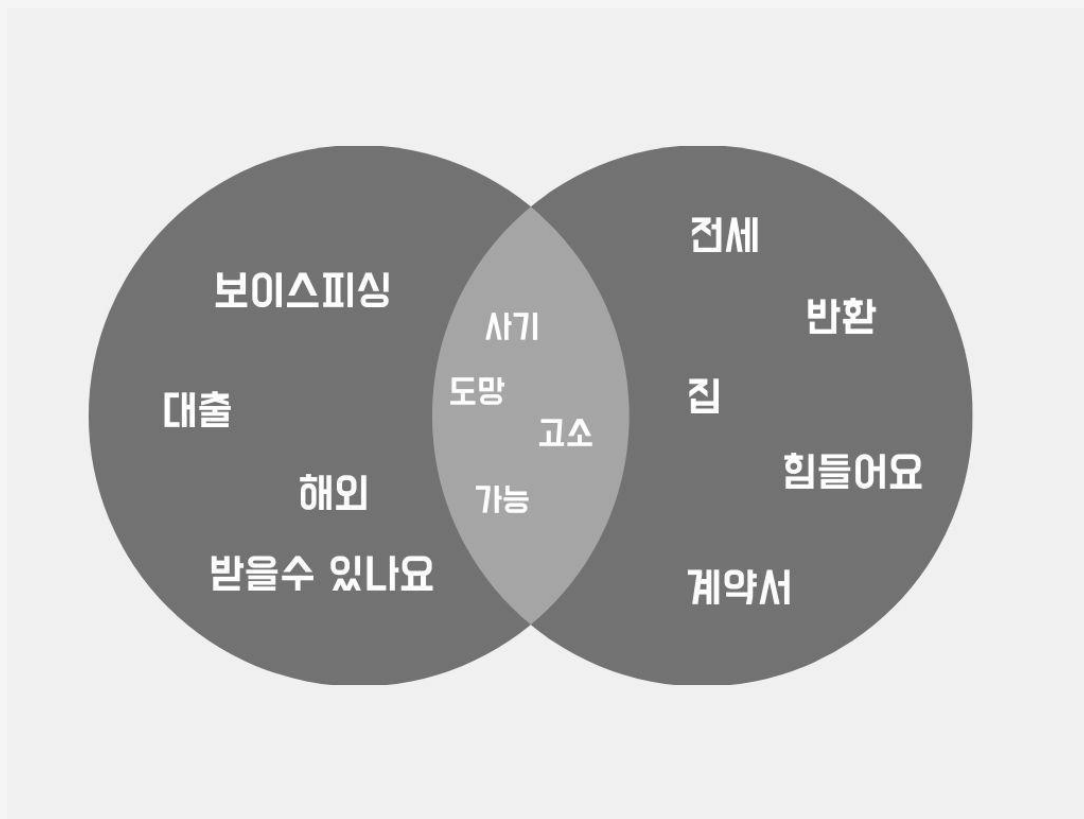 보이스피싱
대출
해외
받을수 있나요
사기
도망
고소
가능
전세
반환
집
힘들어요
계약서